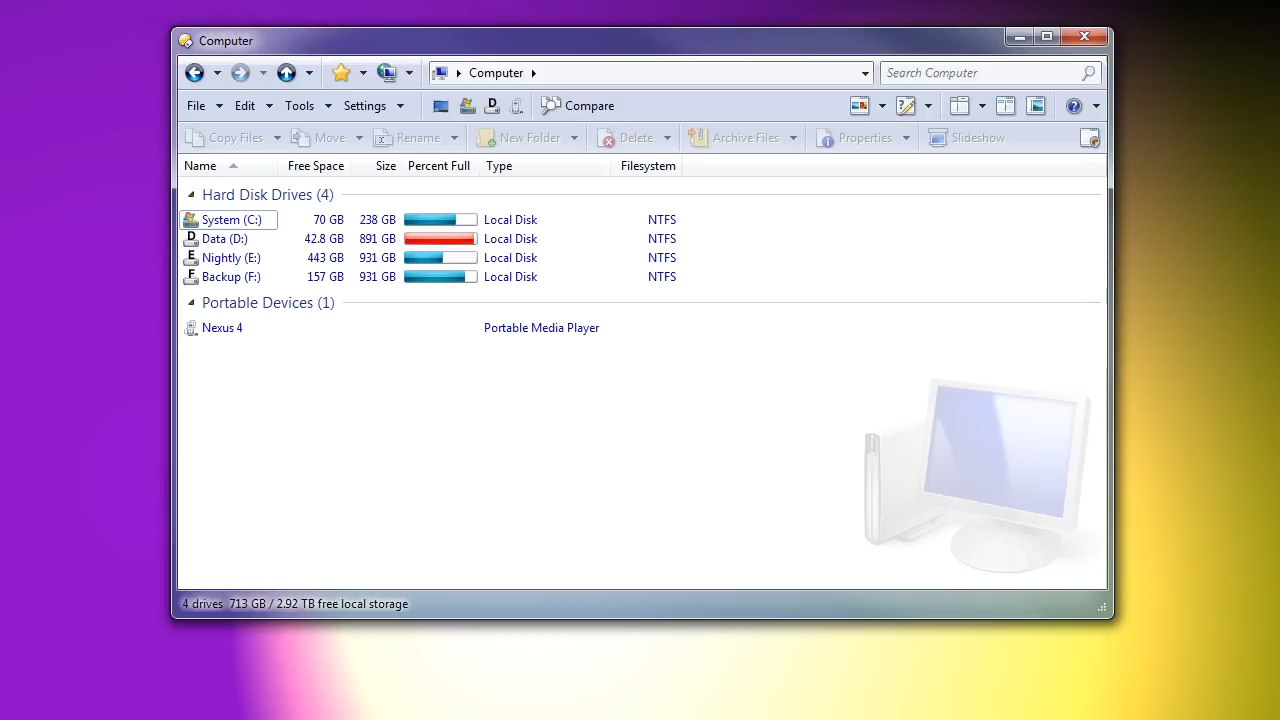 Computer
Computer
Search Computer
File Edit Tools Settings D Compare
Copy Files Move Rename New Folder Delete Archive Files Properties Slideshow
Name Free Space Size Percent Full Type Filesystem
Hard Disk Drives (4)
System (C:) 70 GB 238 GB Local Disk NTFS
D Data (D:) 42.8 GB 891 GB Local Disk NTFS
E Nightly (E:) 443 GB 931 GB Local Disk NTFS
F Backup (F:) 157 GB 931 GB Local Disk NTFS
Portable Devices (1)
Nexus 4 Portable Media Player
4 drives 713 GB / 2.92 TB free local storage